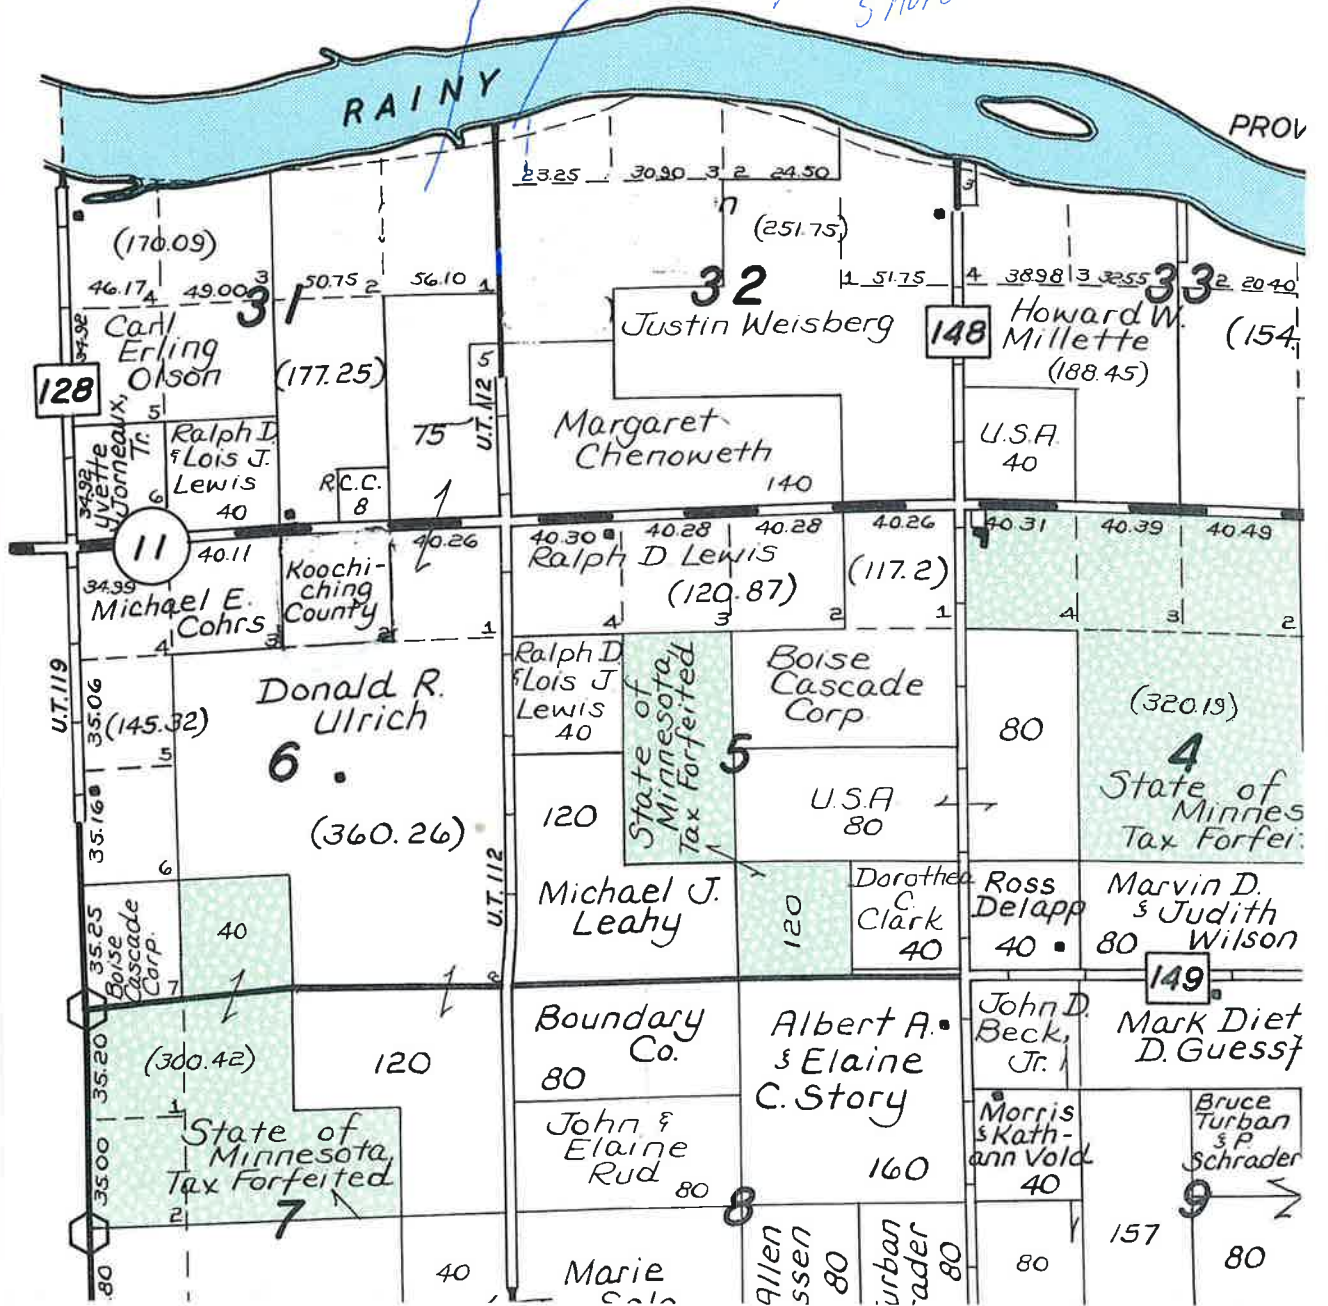 RAINY
PROV
23.25 30.90 3 2 24.50
(170.09)
(251.75)
46.17 4 49.00 3 50.75 2 56.10 1
31
32
1 51.75
4 38.98 3 32.55 33 2 20.40
34.92
Carl
Erling
Olson
(177.25)
Justin Weisberg
148
Howard W.
Millette
(188.45)
(154.
128
5
5
75
U.T. 112
Yvette
Jorneaux,
Tr.
34.92
6
Ralph D
& Lois J.
Lewis
40
R.C.C.
8
Margaret
Chenoweth
140
U.S.A.
40
11
40.11
40.26
40.30
40.28
40.28
40.26
40.31
40.39
40.49
34.99
Michael E.
Cohrs
Koochi-
ching
County
Ralph D Lewis
(120.87)
(117.2)
4 3 2 1
4 3 2 1
4 3 2
U.T. 119
35.06
(145.32)
5
Donald R.
Ulrich
6
(360.26)
35.16
6
Ralph D.
& Lois J
Lewis
40
State of
Minnesota,
Tax Forfeited
5
Boise
Cascade
Corp.
80
(320.19)
4
State of
Minnes
Tax Forfei
120
U.S.A
80
U.T. 112
Michael J.
Leahy
120
Dorothea
C.
Clark
40
Ross
Delapp
40
Marvin D.
& Judith
Wilson
80
35.25
Boise
Cascade
Corp.
7
40
149
35.20
(300.42)
120
1
Boundary
Co.
80
Albert A.
& Elaine
C. Story
160
John D.
Beck,
Jr.
Mark Diet
D. Guess
35.00
State of
Minnesota,
Tax Forfeited
2
7
John &
Elaine
Rud
80
8
Morris
& Kath-
ann Vold
40
Bruce
Turban
& P.
Schrader
9
157
80
80
.80
40
Marie
Allen
ssen
80
urban
rader
80